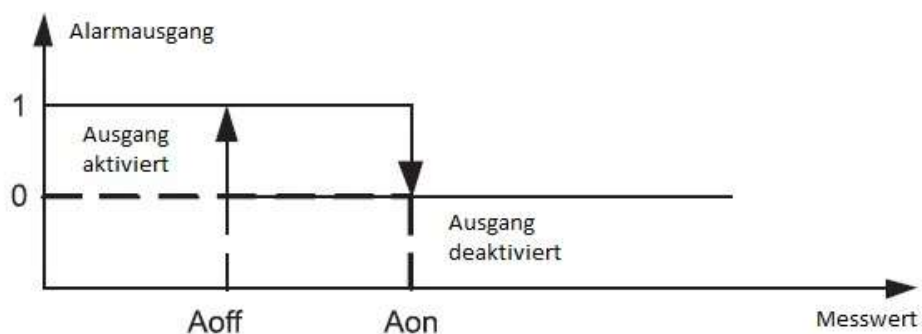 Alarmausgang
1
Ausgang
aktiviert
0
Ausgang
deaktiviert
Aoff
Aon
Messwert